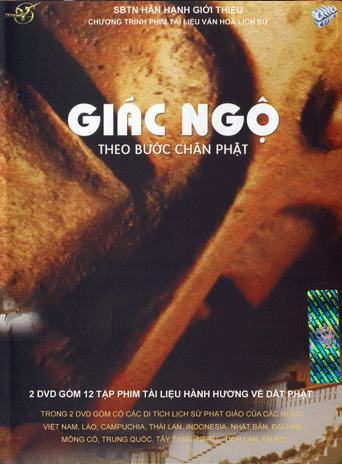 SBTN HÂN HẠNH GIỚI THIỆU
CHƯƠNG TRÌNH PHIM TÀI LIỆU VĂN HOÁ LỊCH SỬ
GIÁC NGỘ
THEO BƯỚC CHÂN PHẬT
2 DVD GỒM 12 TẬP PHIM TÀI LIỆU HÀNH HƯƠNG VỀ ĐẤT PHẬT
TRONG 2 DVD GỒM CÓ CÁC DI TÍCH LỊCH SỬ PHẬT GIÁO CỦA CÁC NƯỚC
VIỆT NAM, LÀO, CAMPUCHIA, THÁI LAN, INDONESIA, NHẬT BẢN, ĐẠI HÀN
MÔNG CỔ, TRUNG QUỐC, TÂY TẠNG, NEPAL, TÍCH LAN, ẤN ĐỘ